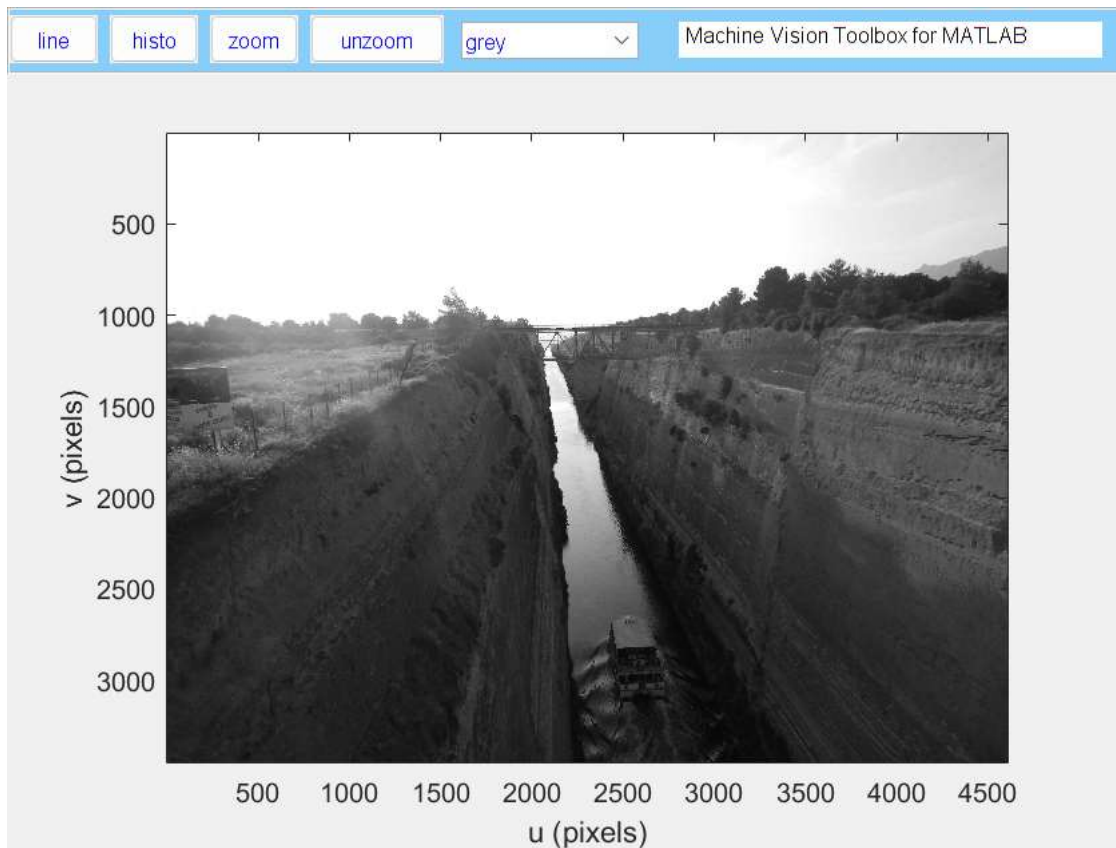 line histo zoom unzoom grey Machine Vision Toolbox for MATLAB
500
1000
1500
2000
2500
3000
v (pixels)
500 1000 1500 2000 2500 3000 3500 4000 4500
u (pixels)